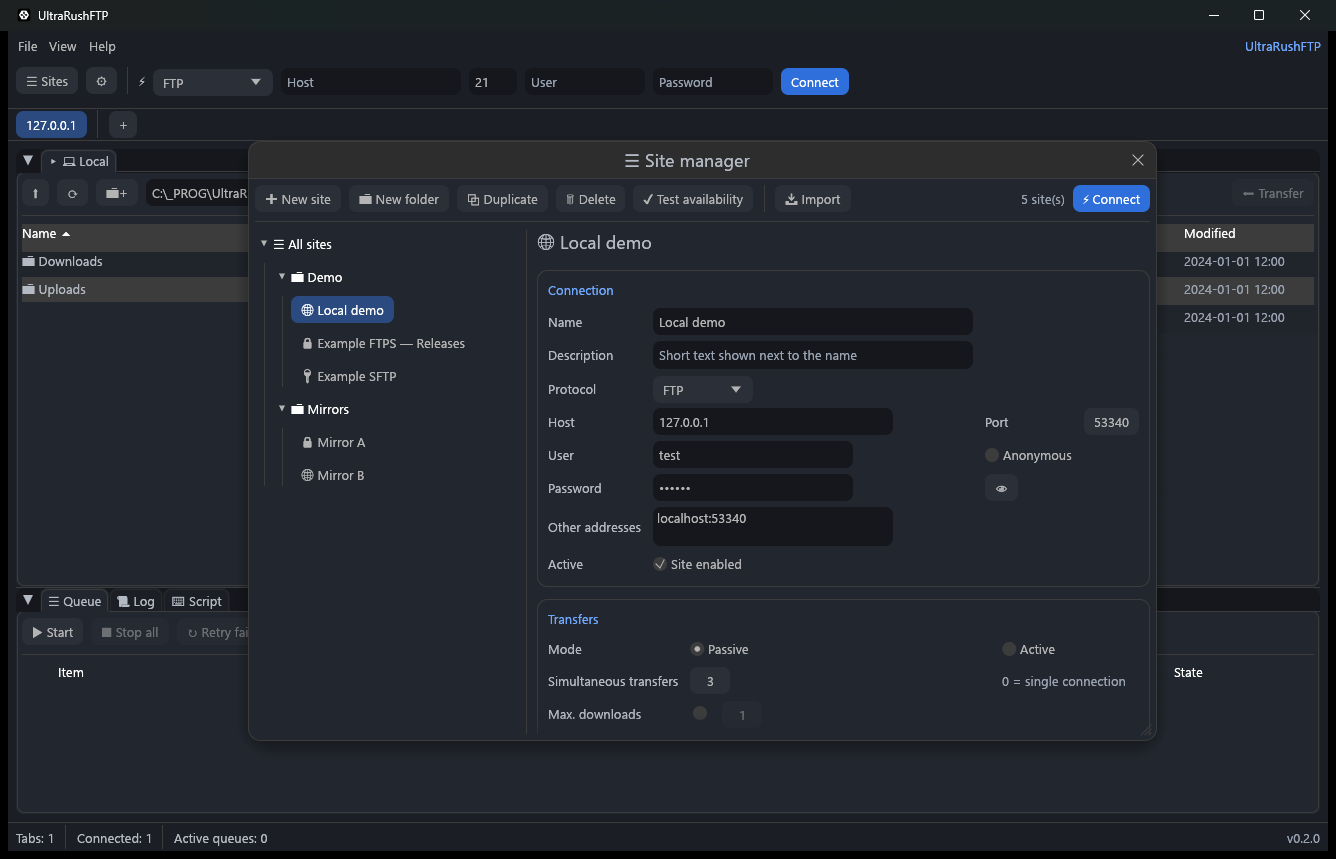 UltraRushFTP
File View Help UltraRushFTP
Sites FTP Host 21 User Password Connect
127.0.0.1 +
Local
C:\_PROG\UltraR
Transfer
Name
Modified
Downloads
2024-01-01 12:00
Uploads
2024-01-01 12:00
2024-01-01 12:00
Site manager
New site New folder Duplicate Delete Test availability Import 5 site(s) Connect
All sites
Demo
Local demo
Example FTPS — Releases
Example SFTP
Mirrors
Mirror A
Mirror B
Local demo
Connection
Name Local demo
Description Short text shown next to the name
Protocol FTP
Host 127.0.0.1 Port 53340
User test Anonymous
Password ••••••
Other addresses localhost:53340
Active Site enabled
Transfers
Mode Passive Active
Simultaneous transfers 3 0 = single connection
Max. downloads 1
Queue Log Script
Start Stop all Retry fai
Item State
Tabs: 1 Connected: 1 Active queues: 0 v0.2.0